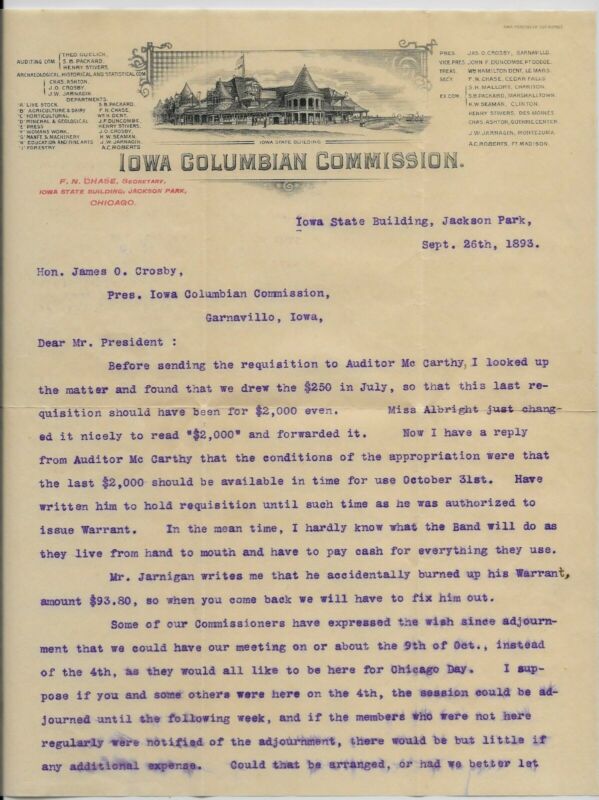 AUDITING COM.
THEO GUELICH,
S.B. PACKARD,
HENRY STIVERS.
ARCHAEOLOGICAL, HISTORICAL AND STATISTICAL COM.
CHAS. ASHTON,
J.O. CROSBY
J.W. JARNAGIN
DEPARTMENTS.
"A" LIVE STOCK. S.B. PACKARD.
"B" AGRICULTURE & DAIRY F.N. CHASE.
"C" HORTICULTURAL WM. H. DENT.
"D" MINERAL & GEOLOGICAL J.F. DUNCOMBE.
"E" PRESS HENRY STIVERS.
"F" WOMANS WORK. J.O. CROSBY.
"G" MANF'S. & MACHINERY H.W. SEAMAN.
"H" EDUCATION AND FINE ARTS J.W. JARNAGIN
"I" FORESTRY A.C. ROBERTS
PRES. JAS. O. CROSBY, GARNAVILLO.
VICE PRES. JOHN F. DUNCOMBE, FT. DODGE.
TREAS. WM HAMILTON DENT, LE MARS.
SECY. F.N. CHASE, CEDAR FALLS.
S.H. MALLORY, CHARITON.
EX. COM. S.B. PACKARD, MARSHALLTOWN.
H.W. SEAMAN, CLINTON.
HENRY STIVERS, DES MOINES.
CHAS. ASHTON, GUTHRIE CENTER.
J.W. JARNAGIN, MONTEZUMA.
A.C. ROBERTS, FT. MADISON.
IOWA STATE BUILDING
IOWA COLUMBIAN COMMISSION.
F. N. CHASE, SECRETARY,
IOWA STATE BUILDING, JACKSON PARK,
CHICAGO.
Iowa State Building, Jackson Park,
Sept. 26th, 1893.
Hon. James O. Crosby,
Pres. Iowa Columbian Commission,
Garnavillo, Iowa,
Dear Mr. President :
Before sending the requisition to Auditor Mc Carthy, I looked up
the matter and found that we drew the $250 in July, so that this last re-
quisition should have been for $2,000 even. Miss Albright just chang-
ed it nicely to read "$2,000" and forwarded it. Now I have a reply
from Auditor Mc Carthy that the conditions of the appropriation were that
the last $2,000 should be available in time for use October 31st. Have
written him to hold requisition until such time as he was authorized to
issue Warrant. In the mean time, I hardly know what the Band will do as
they live from hand to mouth and have to pay cash for everything they use.
Mr. Jarnigan writes me that he accidentally burned up his Warrant,
amount $93.80, so when you come back we will have to fix him out.
Some of our Commissioners have expressed the wish since adjourn-
ment that we could have our meeting on or about the 9th of Oct., instead
of the 4th, as they would all like to be here for Chicago Day. I sup-
pose if you and some others were here on the 4th, the session could be ad-
journed until the following week, and if the members who were not here
regularly were notified of the adjournment, there would be but little if
any additional expense. Could that be arranged, or had we better let